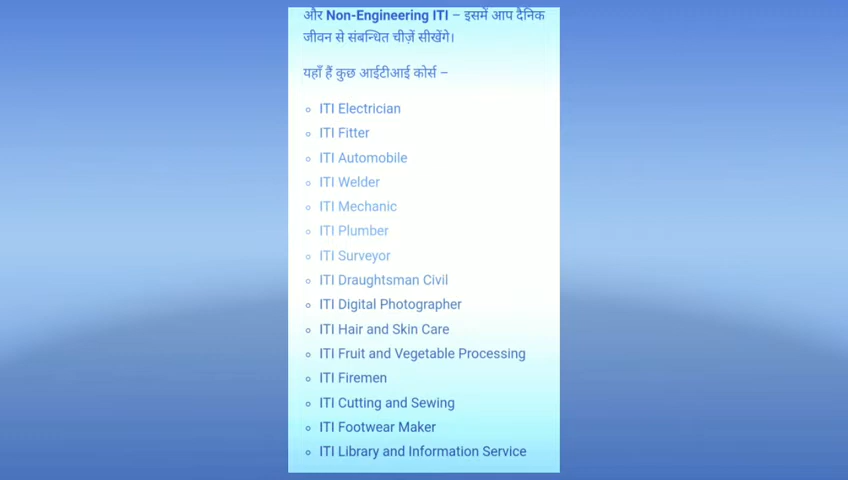 और Non-Engineering ITI – इसमें आप दैनिक
जीवन से संबन्धित चीज़ें सीखेंगे।
यहाँ हैं कुछ आईटीआई कोर्स –
ITI Electrician
ITI Fitter
ITI Automobile
ITI Welder
ITI Mechanic
ITI Plumber
ITI Surveyor
ITI Draughtsman Civil
ITI Digital Photographer
ITI Hair and Skin Care
ITI Fruit and Vegetable Processing
ITI Firemen
ITI Cutting and Sewing
ITI Footwear Maker
ITI Library and Information Service